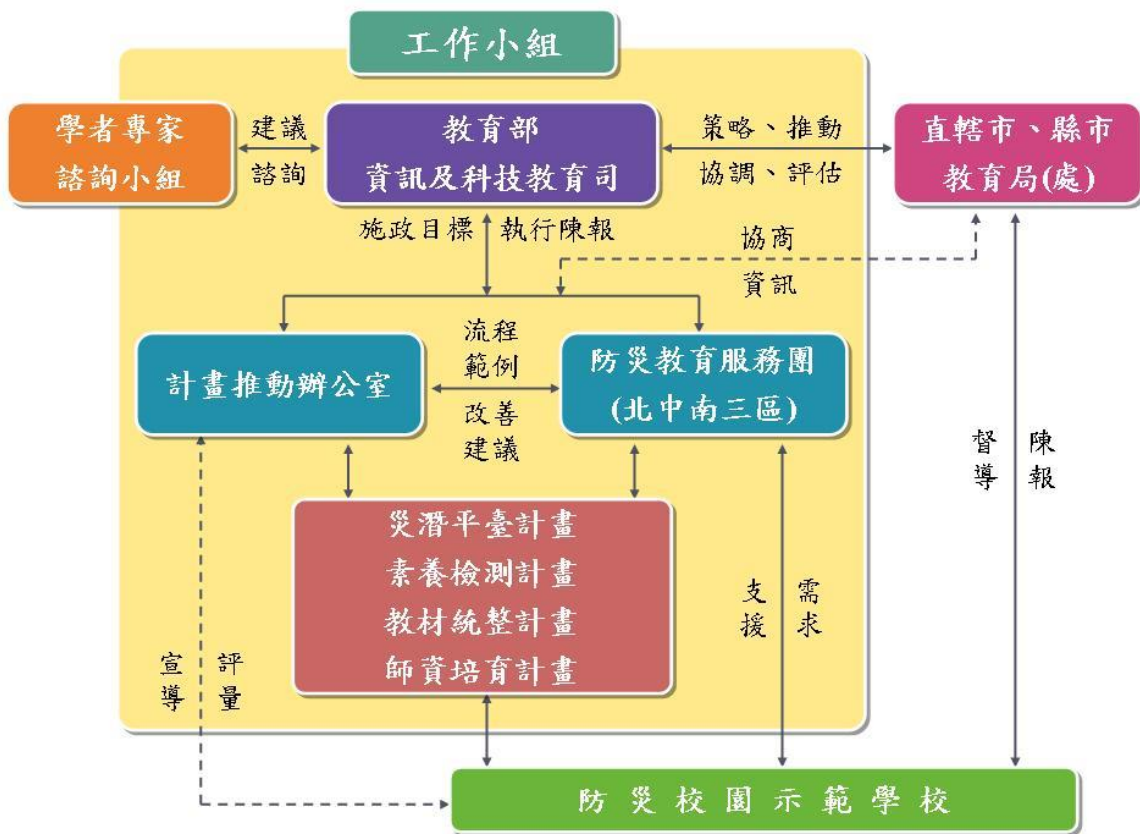 工作小組
學者專家
諮詢小組
建議
諮詢
教育部
資訊及科技教育司
策略、推動
協調、評估
直轄市、縣市
教育局(處)
施政目標
執行陳報
協商
資訊
計畫推動辦公室
流程
範例
改善
建議
防災教育服務團
(北中南三區)
督導
陳報
災潛平臺計畫
素養檢測計畫
教材統整計畫
師資培育計畫
支援
需求
宣導
評量
防災校園示範學校